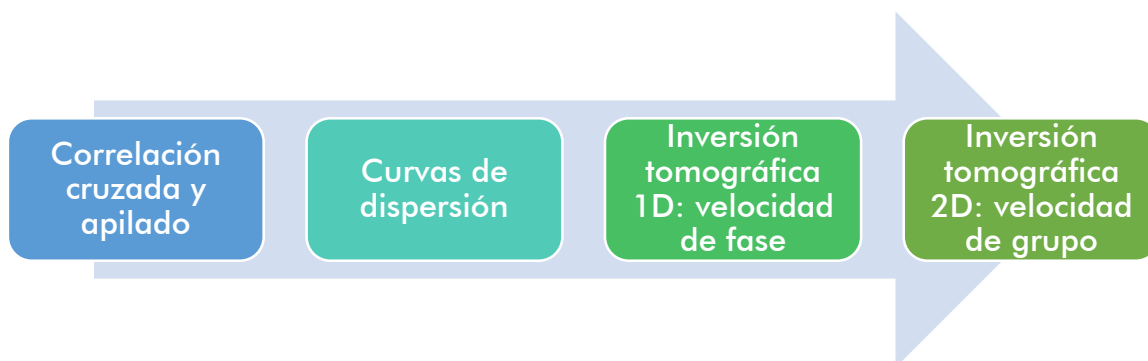 Correlación
cruzada y
apilado
Curvas de
dispersión
Inversión
tomográfica
1D: velocidad
de fase
Inversión
tomográfica
2D: velocidad
de grupo